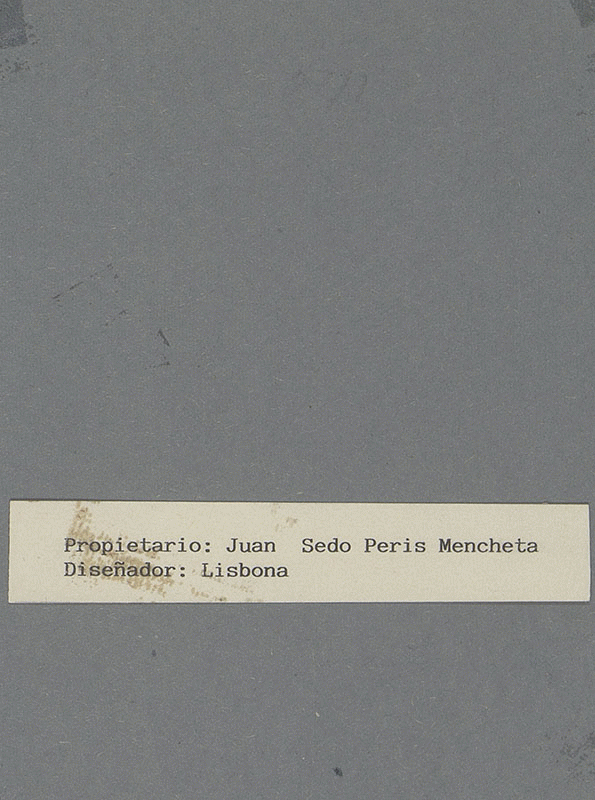 Propietario: Juan  Sedo Peris Mencheta
Diseñador: Lisbona